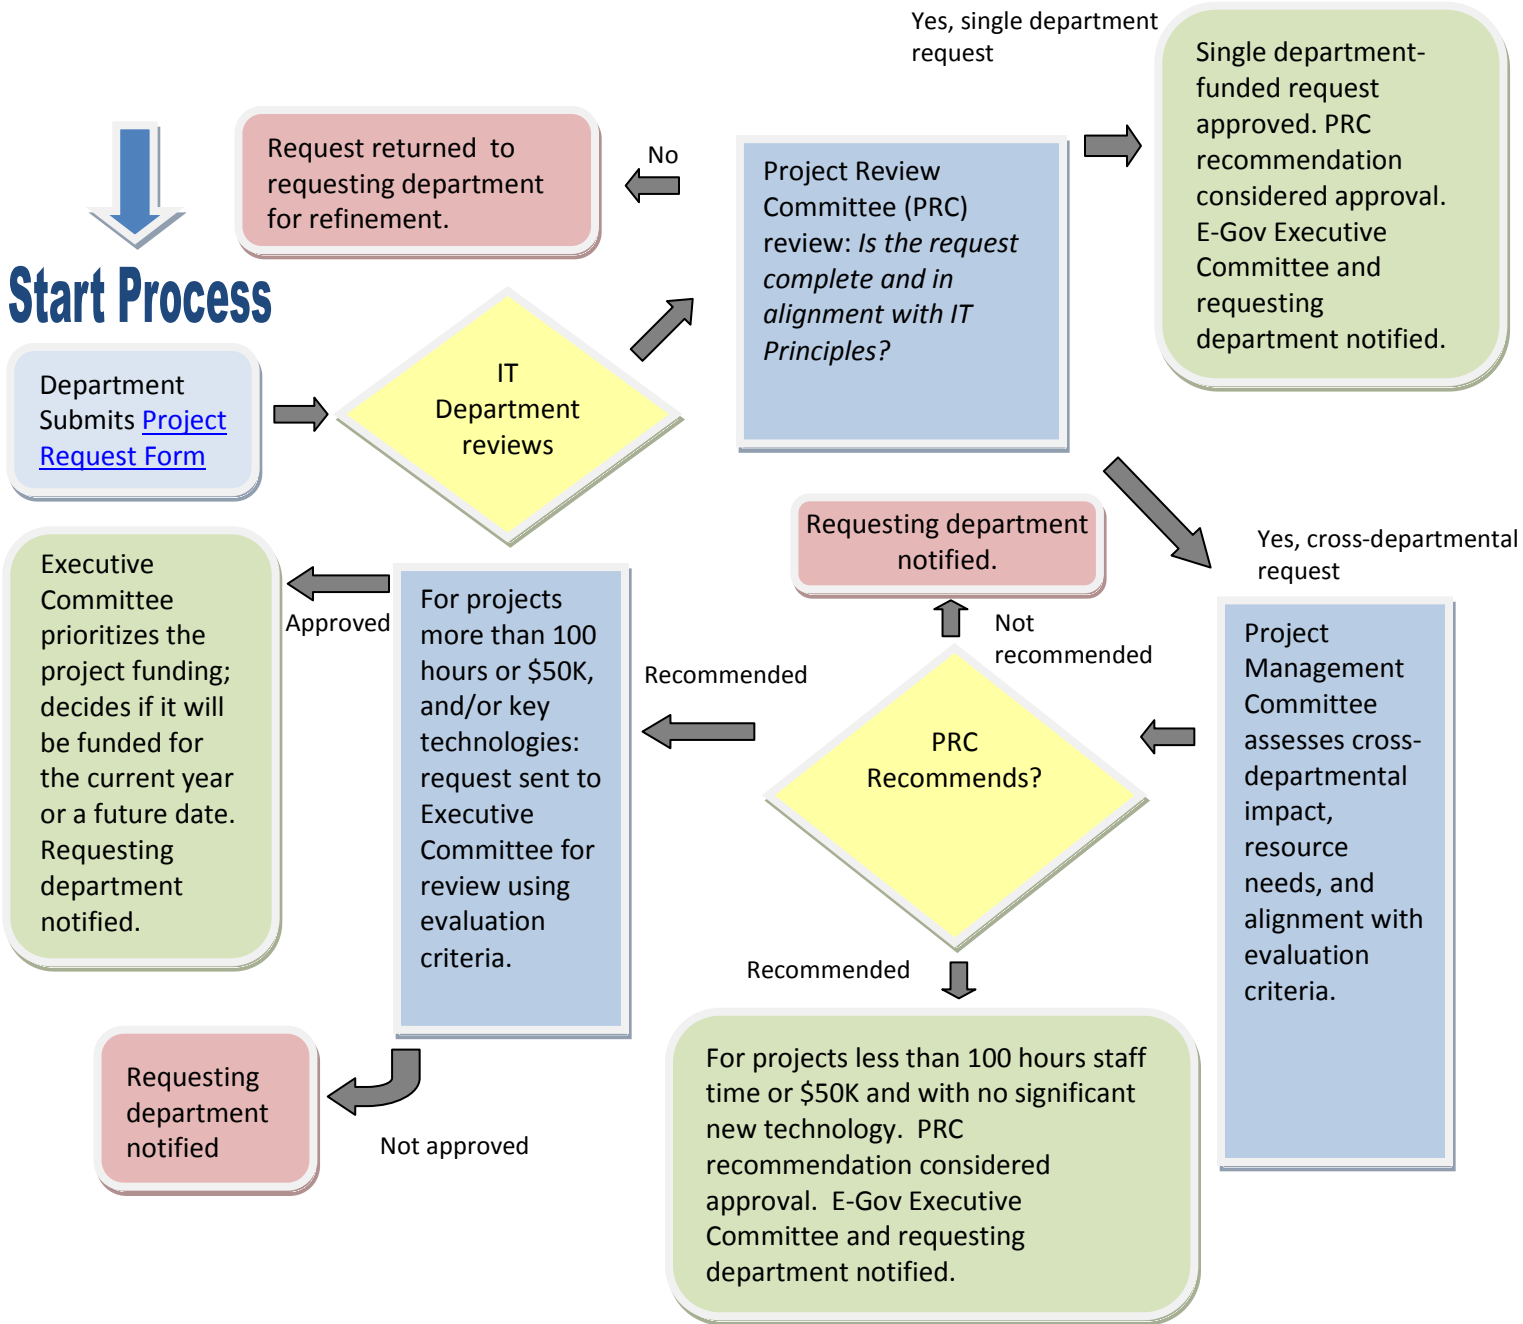 Start Process
Department
Submits Project
Request Form
IT
Department
reviews
Project Review
Committee (PRC)
review: Is the request
complete and in
alignment with IT
Principles?
No
Request returned  to
requesting department
for refinement.
Yes, single department
request
Single department-
funded request
approved. PRC
recommendation
considered approval.
E-Gov Executive
Committee and
requesting
department notified.
Yes, cross-departmental
request
Project
Management
Committee
assesses cross-
departmental
impact,
resource
needs, and
alignment with
evaluation
criteria.
PRC
Recommends?
Not
recommended
Requesting department
notified.
Recommended
For projects less than 100 hours staff
time or $50K and with no significant
new technology.  PRC
recommendation considered
approval.  E-Gov Executive
Committee and requesting
department notified.
Recommended
For projects
more than 100
hours or $50K,
and/or key
technologies:
request sent to
Executive
Committee for
review using
evaluation
criteria.
Approved
Executive
Committee
prioritizes the
project funding;
decides if it will
be funded for
the current year
or a future date.
Requesting
department
notified.
Not approved
Requesting
department
notified